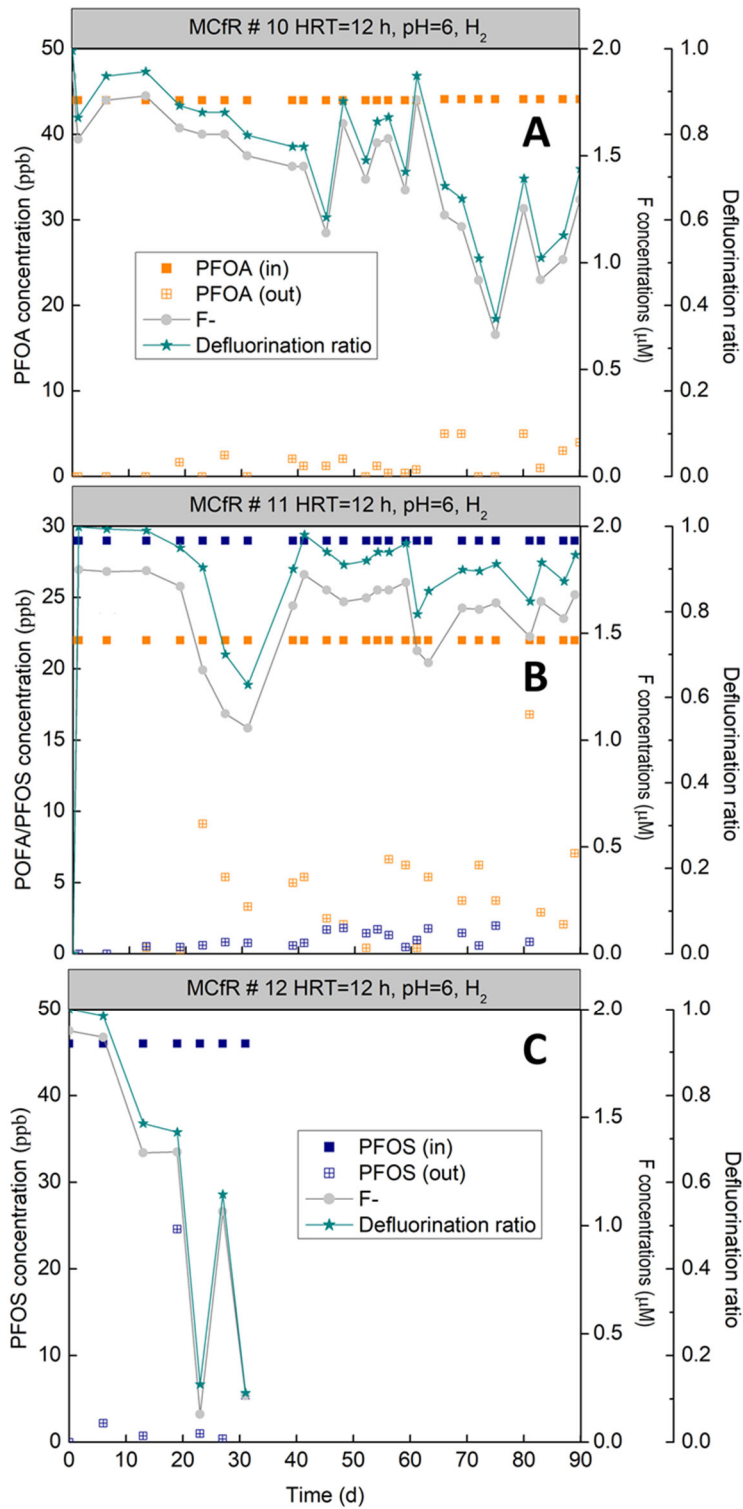 MCfR # 10 HRT=12 h, pH=6, H2
50
40
30
20
10
0
PFOA concentration (ppb)
A
PFOA (in)
PFOA (out)
F-
Defluorination ratio
2.0
1.5
1.0
0.5
0.0
F concentrations (μM)
1.0
0.8
0.6
0.4
0.2
0.0
Defluorination ratio
MCfR # 11 HRT=12 h, pH=6, H2
30
25
20
15
10
5
0
POFA/PFOS concentration (ppb)
B
2.0
1.5
1.0
0.5
0.0
F concentrations (μM)
1.0
0.8
0.6
0.4
0.2
0.0
Defluorination ratio
MCfR # 12 HRT=12 h, pH=6, H2
50
40
30
20
10
0
PFOS concentration (ppb)
C
PFOS (in)
PFOS (out)
F-
Defluorination ratio
2.0
1.5
1.0
0.5
0.0
F concentrations (μM)
1.0
0.8
0.6
0.4
0.2
0.0
Defluorination ratio
0 10 20 30 40 50 60 70 80 90
Time (d)